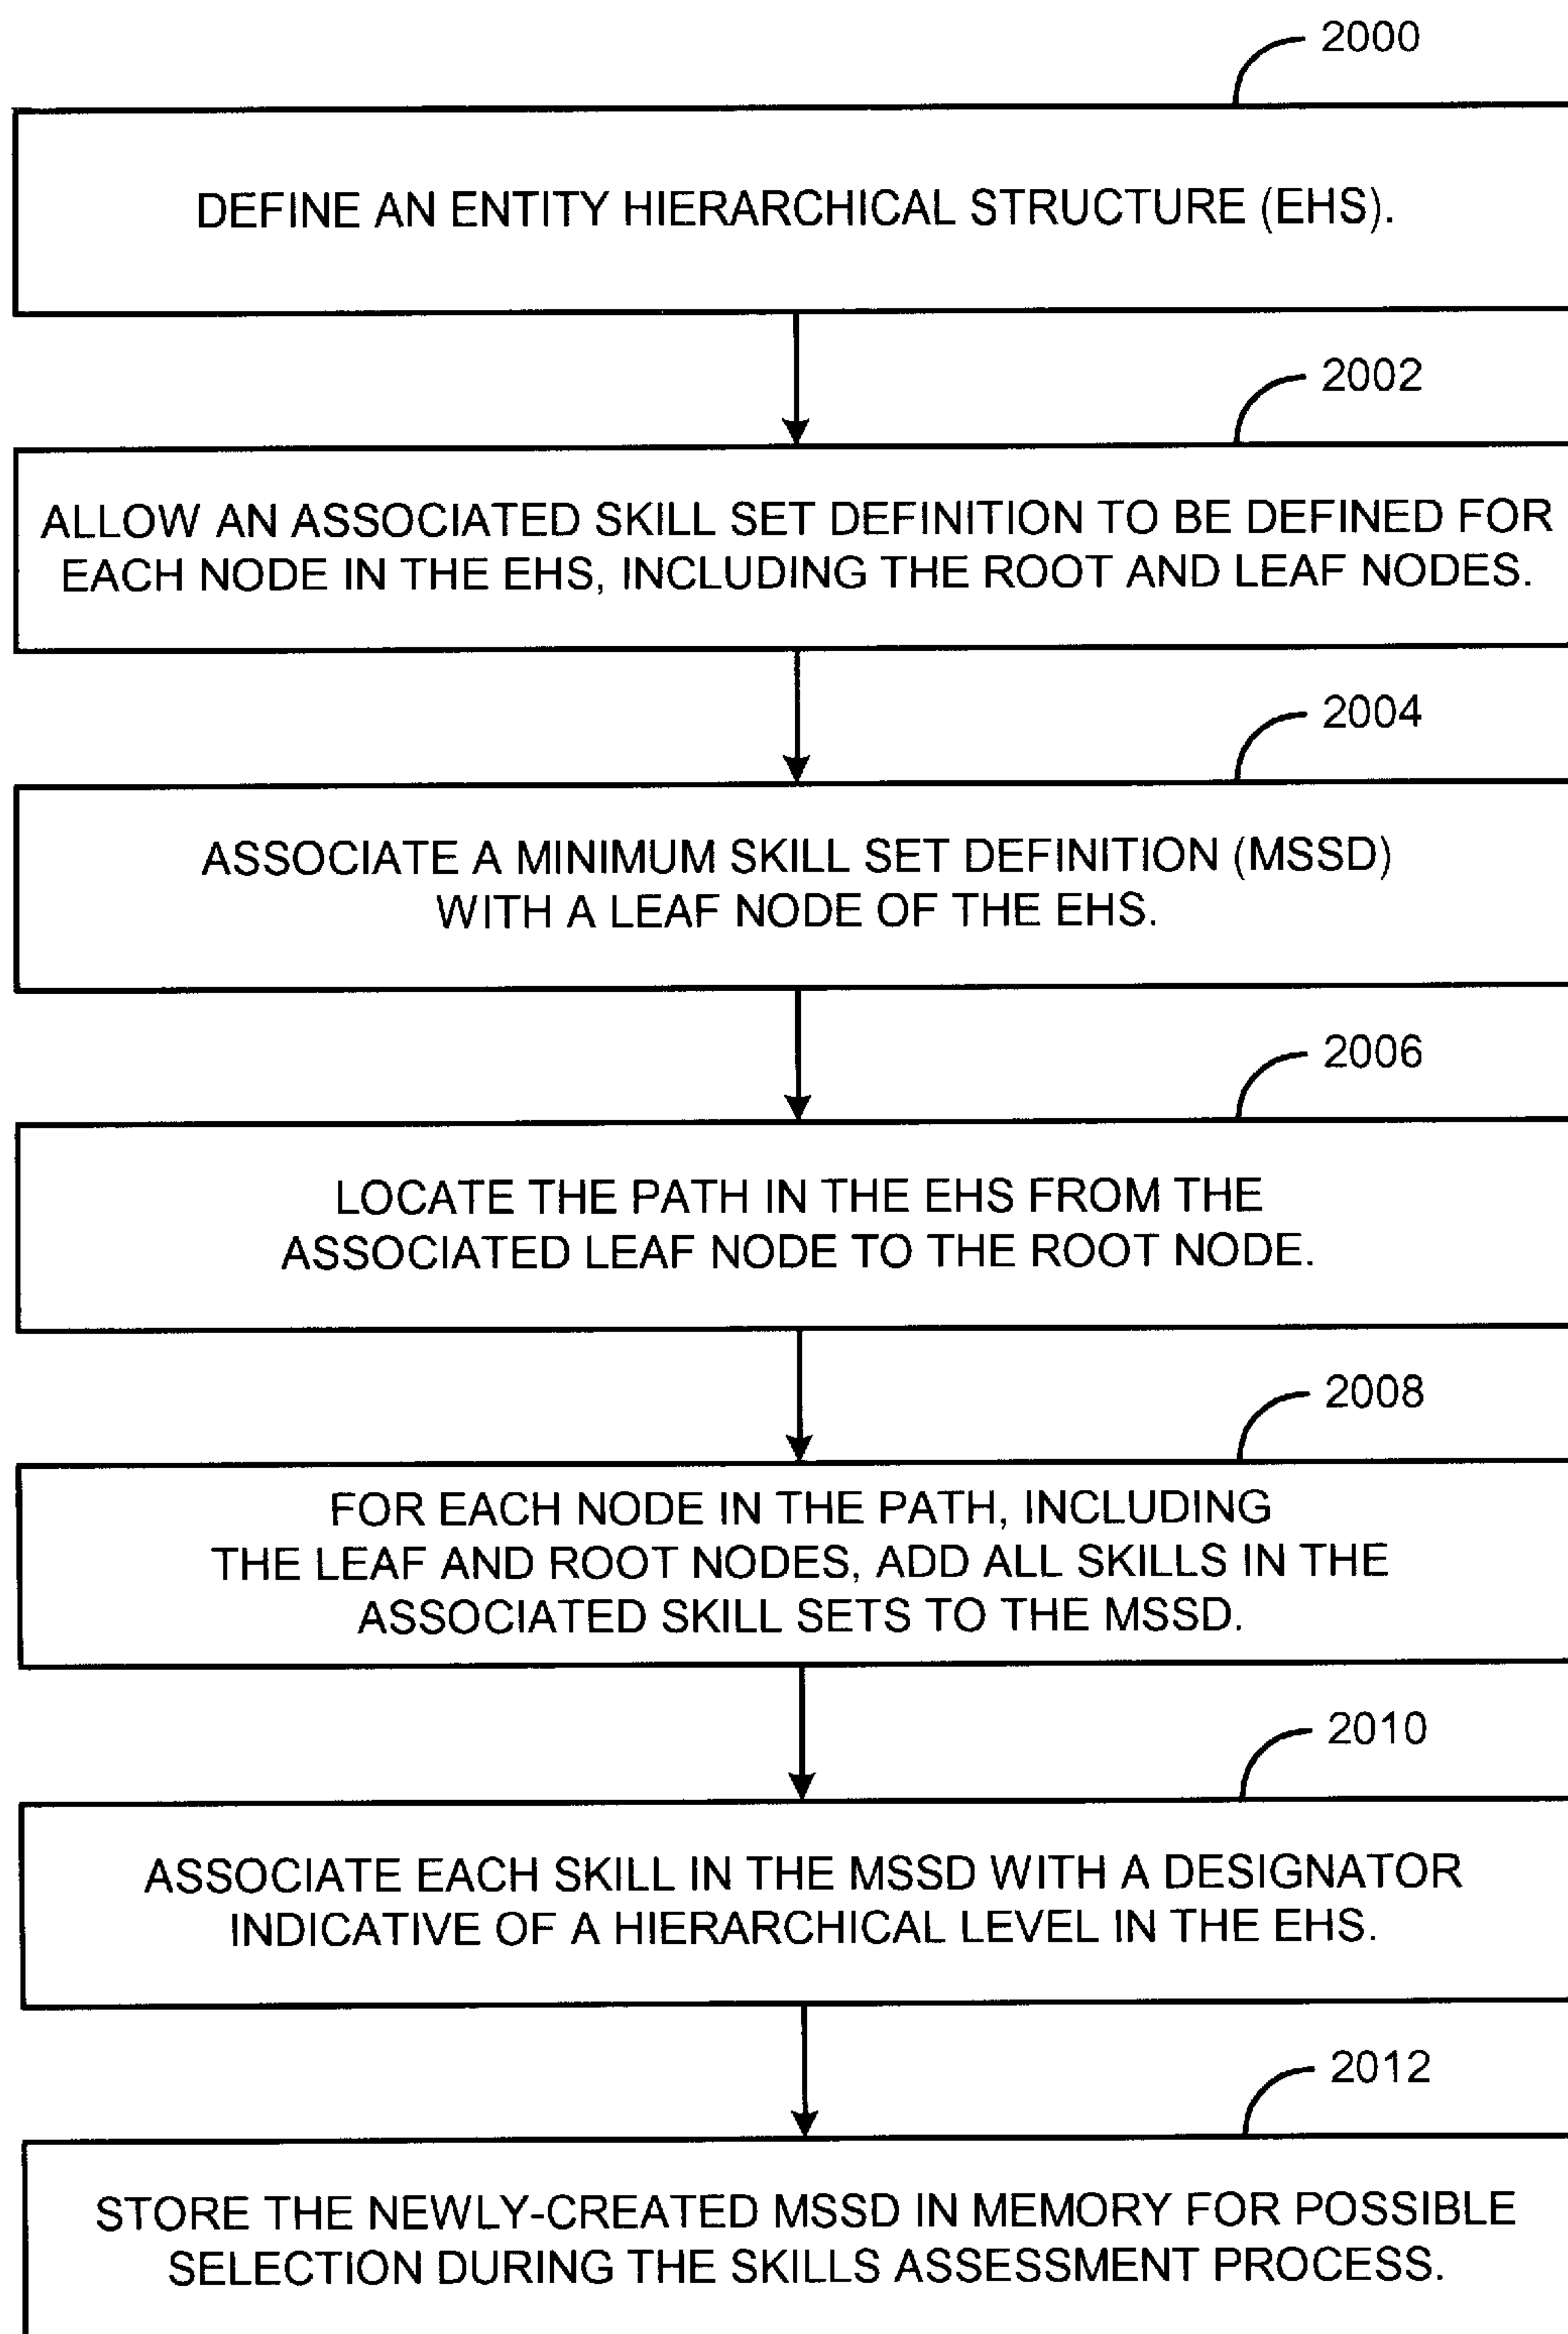 2000
DEFINE AN ENTITY HIERARCHICAL STRUCTURE (EHS).
2002
ALLOW AN ASSOCIATED SKILL SET DEFINITION TO BE DEFINED FOR
EACH NODE IN THE EHS, INCLUDING THE ROOT AND LEAF NODES.
2004
ASSOCIATE A MINIMUM SKILL SET DEFINITION (MSSD)
WITH A LEAF NODE OF THE EHS.
2006
LOCATE THE PATH IN THE EHS FROM THE
ASSOCIATED LEAF NODE TO THE ROOT NODE.
2008
FOR EACH NODE IN THE PATH, INCLUDING
THE LEAF AND ROOT NODES, ADD ALL SKILLS IN THE
ASSOCIATED SKILL SETS TO THE MSSD.
2010
ASSOCIATE EACH SKILL IN THE MSSD WITH A DESIGNATOR
INDICATIVE OF A HIERARCHICAL LEVEL IN THE EHS.
2012
STORE THE NEWLY-CREATED MSSD IN MEMORY FOR POSSIBLE
SELECTION DURING THE SKILLS ASSESSMENT PROCESS.